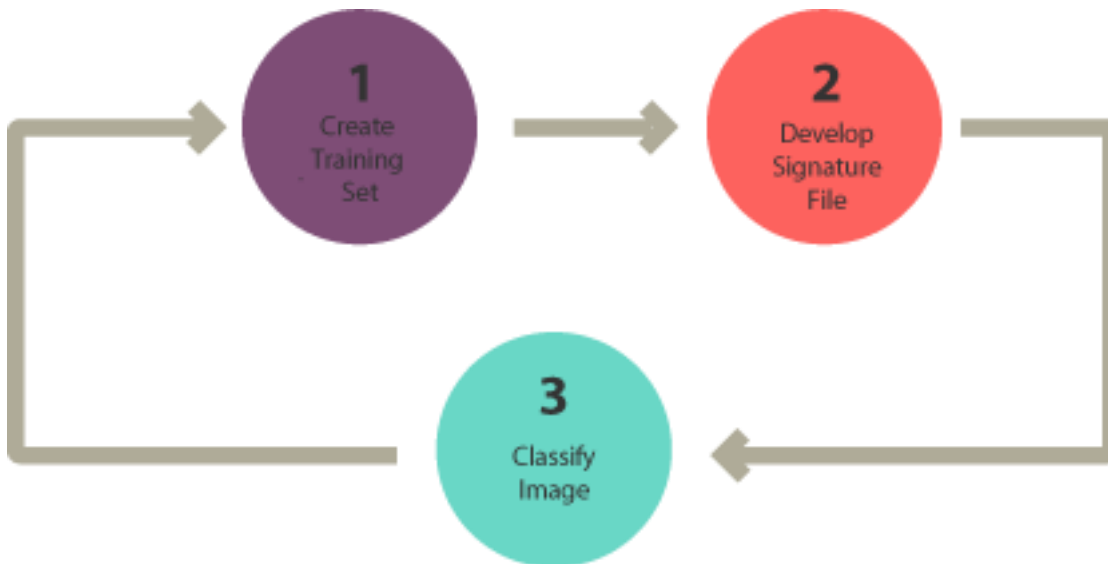 1
Create
Training
Set
2
Develop
Signature
File
3
Classify
Image